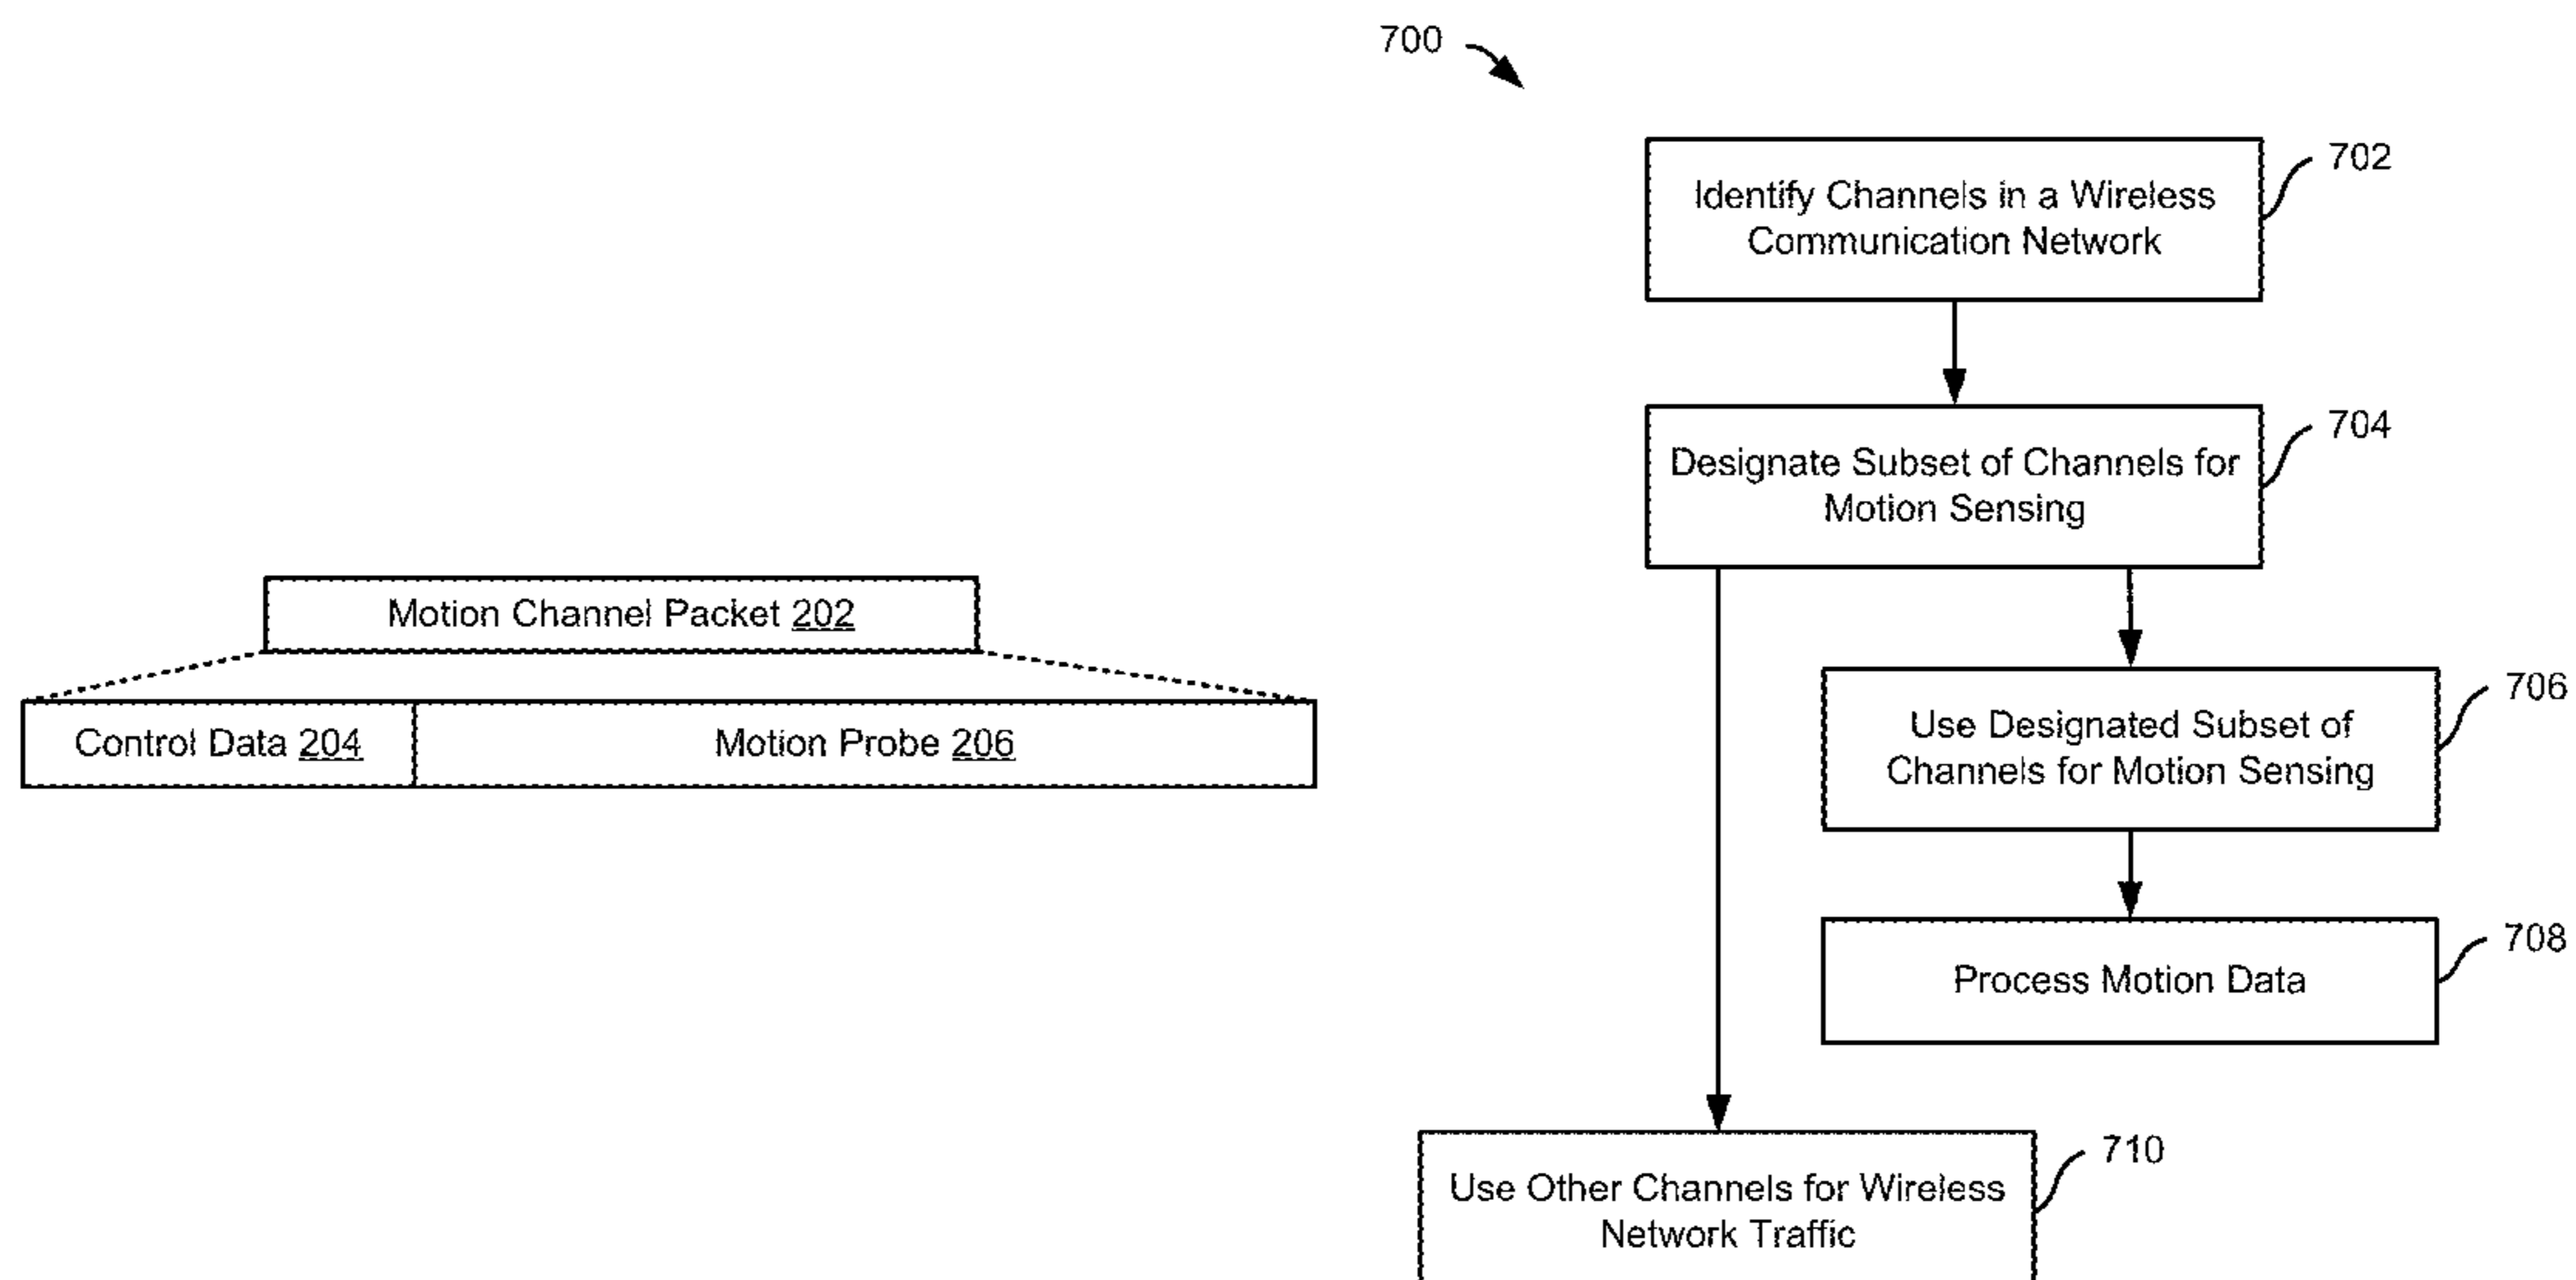 700
Identify Channels in a Wireless
Communication Network
702
Designate Subset of Channels for
Motion Sensing
704
Motion Channel Packet 202
Control Data 204
Motion Probe 206
Use Designated Subset of
Channels for Motion Sensing
706
Process Motion Data
708
Use Other Channels for Wireless
Network Traffic
710